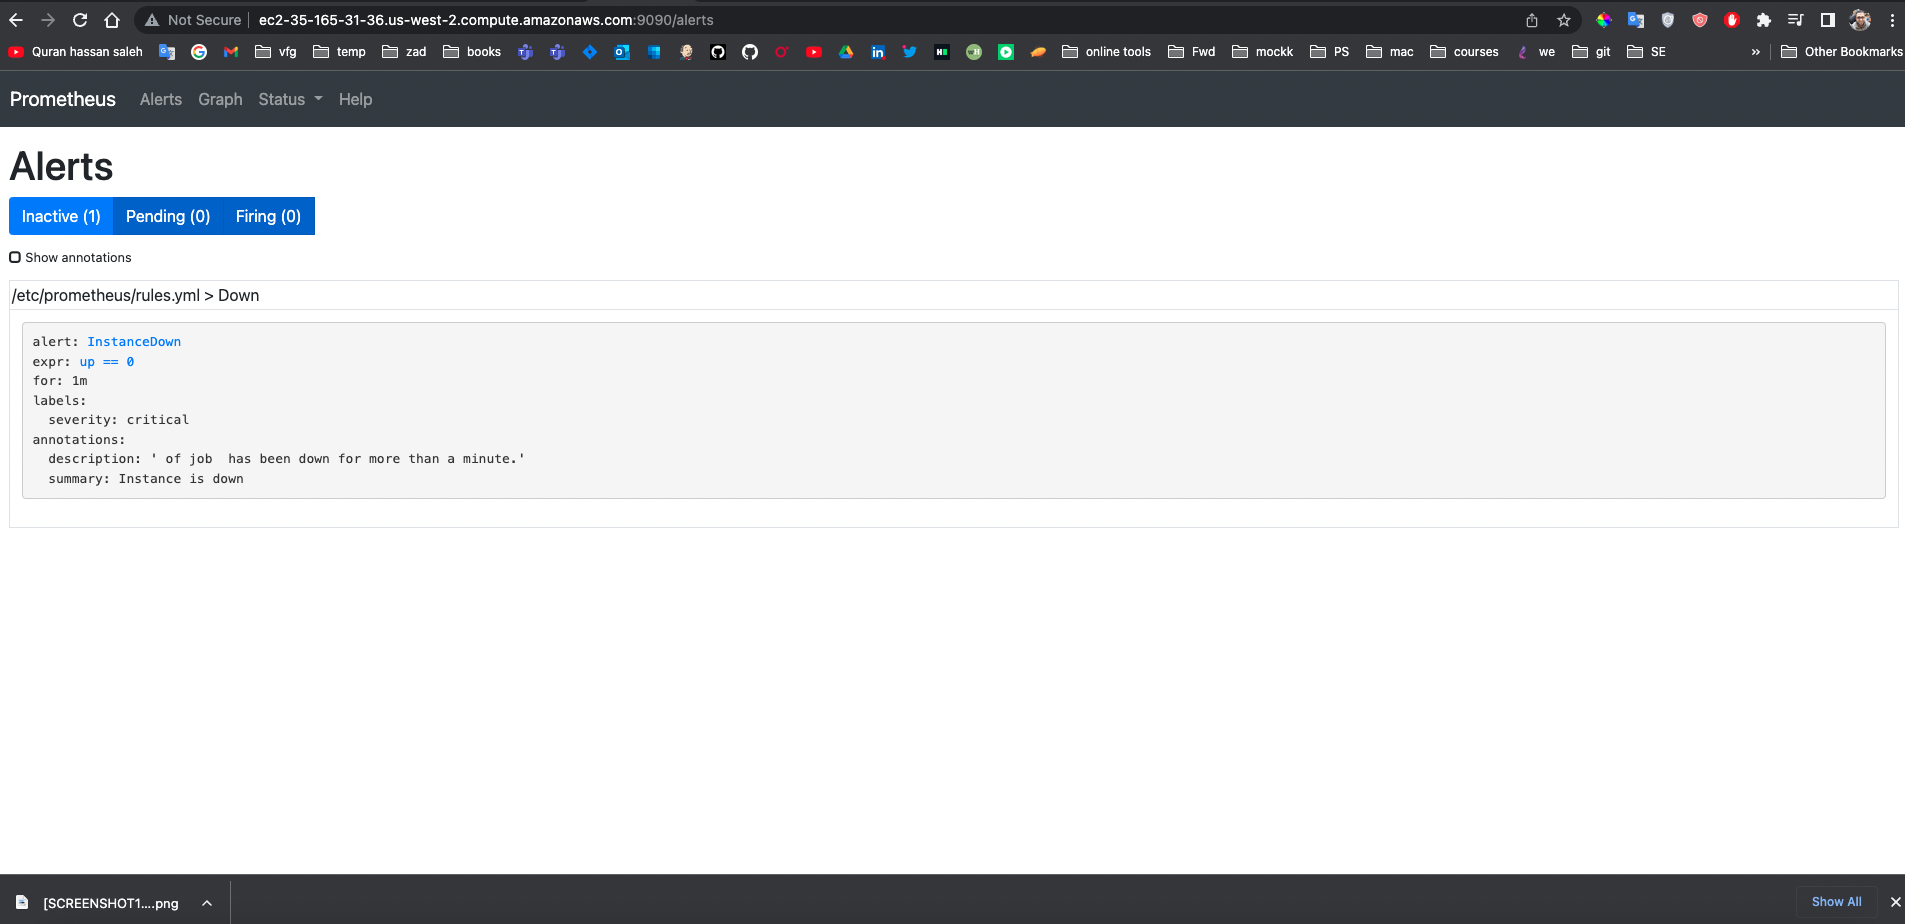 Not Secure ec2-35-165-31-36.us-west-2.compute.amazonaws.com:9090/alerts
Quran hassan saleh vfg temp zad books online tools Fwd mockk PS mac courses we git SE » Other Bookmarks
Prometheus Alerts Graph Status Help
Alerts
Inactive (1) Pending (0) Firing (0)
Show annotations
/etc/prometheus/rules.yml > Down
alert: InstanceDown
expr: up == 0
for: 1m
labels:
  severity: critical
annotations:
  description: ' of job  has been down for more than a minute.'
  summary: Instance is down
[SCREENSHOT1....png Show All